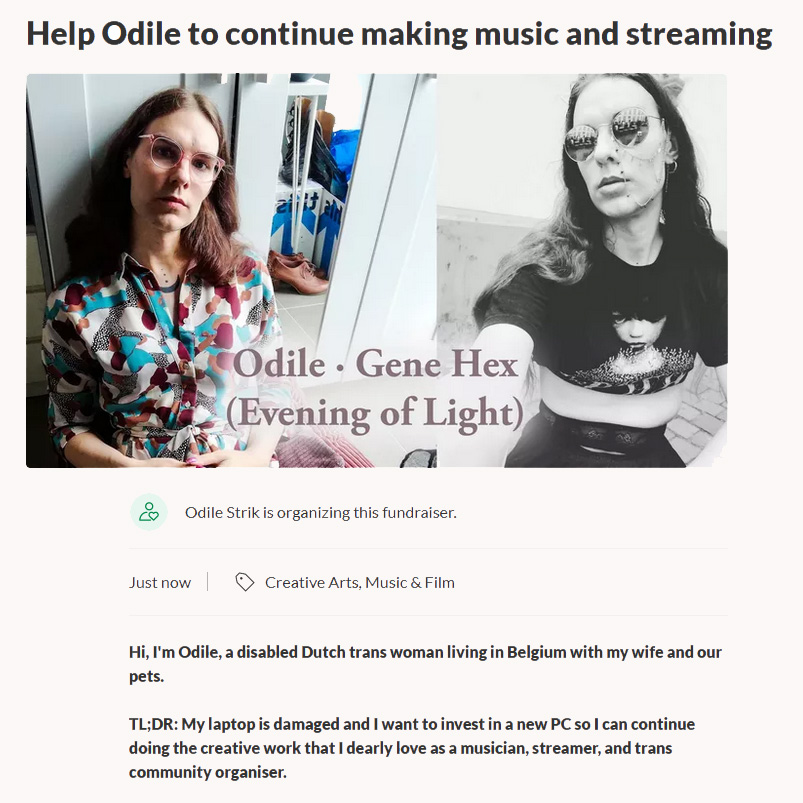 Help Odile to continue making music and streaming
Odile · Gene Hex
(Evening of Light)
Odile Strik is organizing this fundraiser.
Just now
Creative Arts, Music & Film
Hi, I'm Odile, a disabled Dutch trans woman living in Belgium with my wife and our
pets.
TL;DR: My laptop is damaged and I want to invest in a new PC so I can continue
doing the creative work that I dearly love as a musician, streamer, and trans
community organiser.